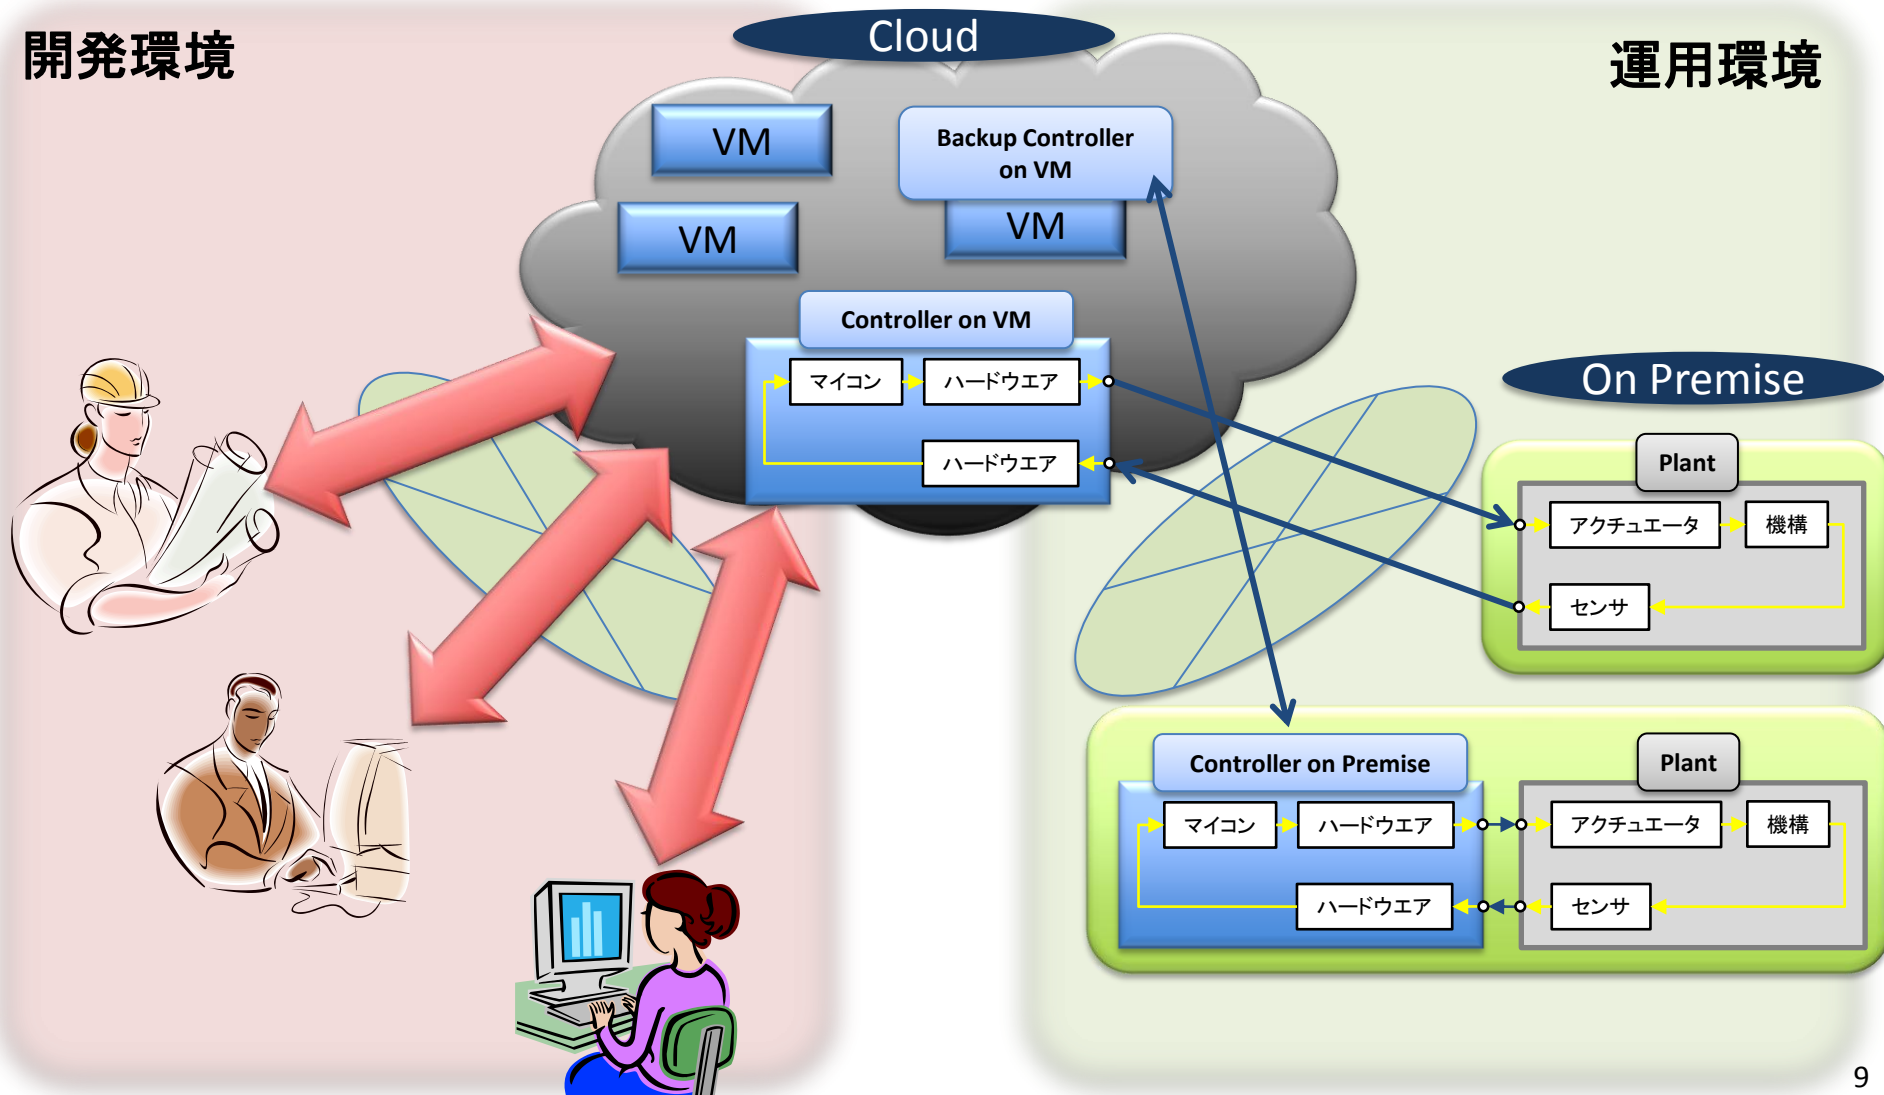 開発環境
Cloud
運用環境
VM
Backup Controller
on VM
VM
VM
Controller on VM
マイコン
ハードウエア
ハードウエア
On Premise
Plant
アクチュエータ
機構
センサ
Controller on Premise
マイコン
ハードウエア
ハードウエア
Plant
アクチュエータ
機構
センサ
9